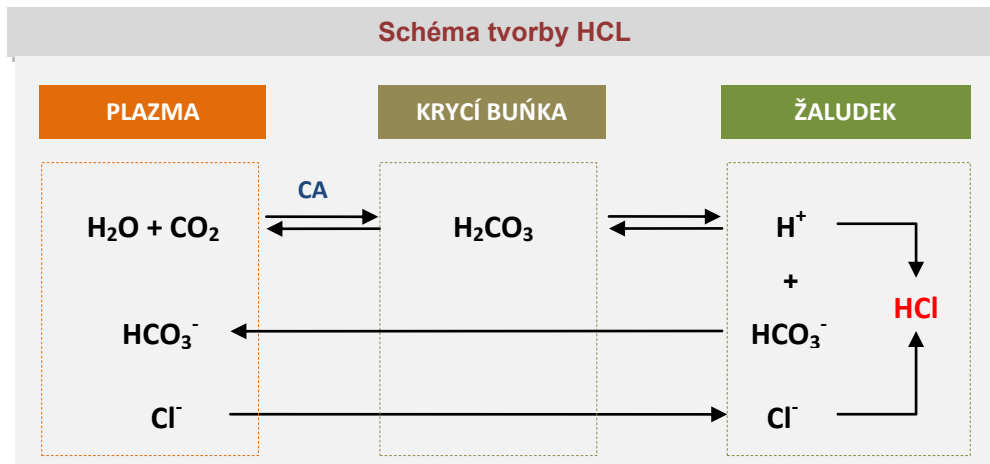 Schéma tvorby HCL
PLAZMA KRYCÍ BUŃKA ŽALUDEK
CA
H₂O + CO₂ H₂CO₃ H⁺
+
HCl
HCO₃⁻ HCO₃⁻
Cl⁻ Cl⁻